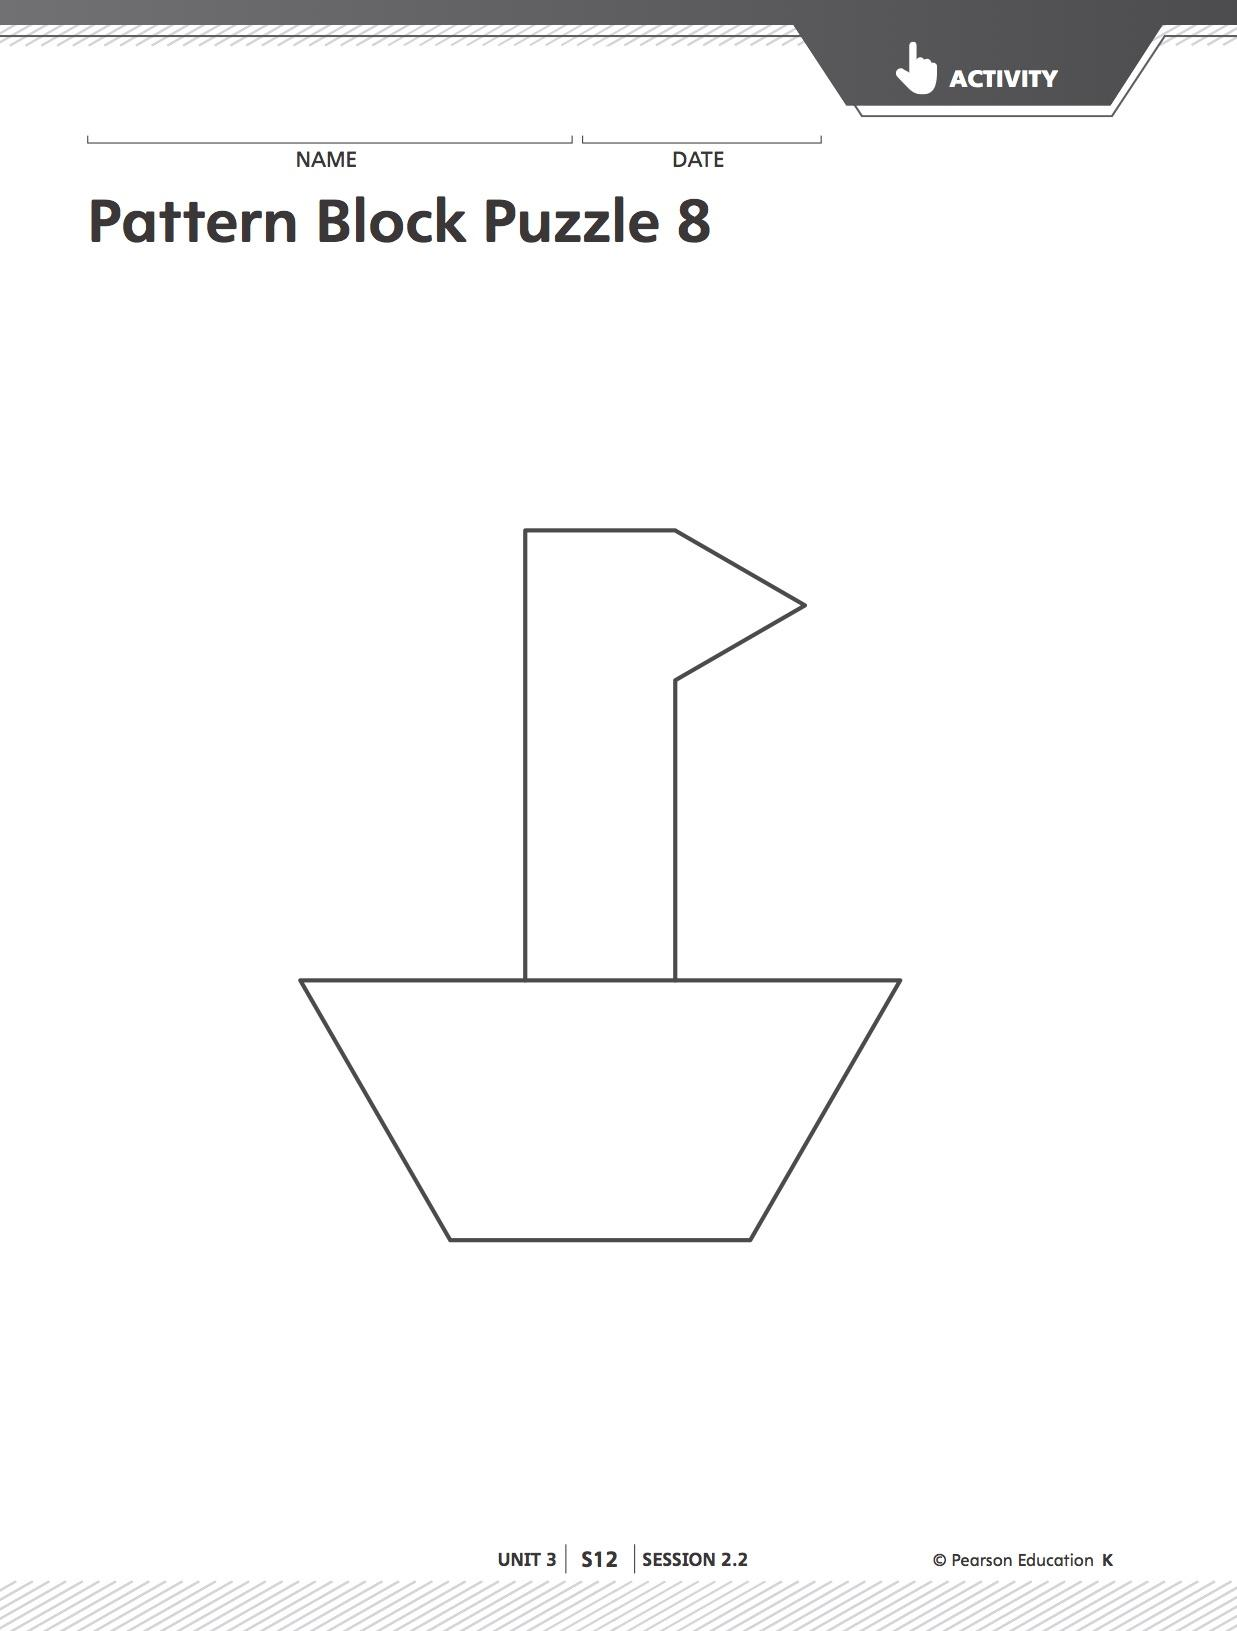 ACTIVITY
NAME DATE
Pattern Block Puzzle 8
UNIT 3 S12 SESSION 2.2 © Pearson Education K